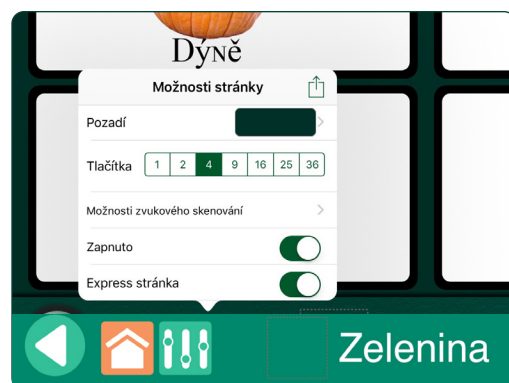 Dýně
Možnosti stránky
Pozadí
Tlačítka 1 2 4 9 16 25 36
Možnosti zvukového skenování
Zapnuto
Express stránka
Zelenina